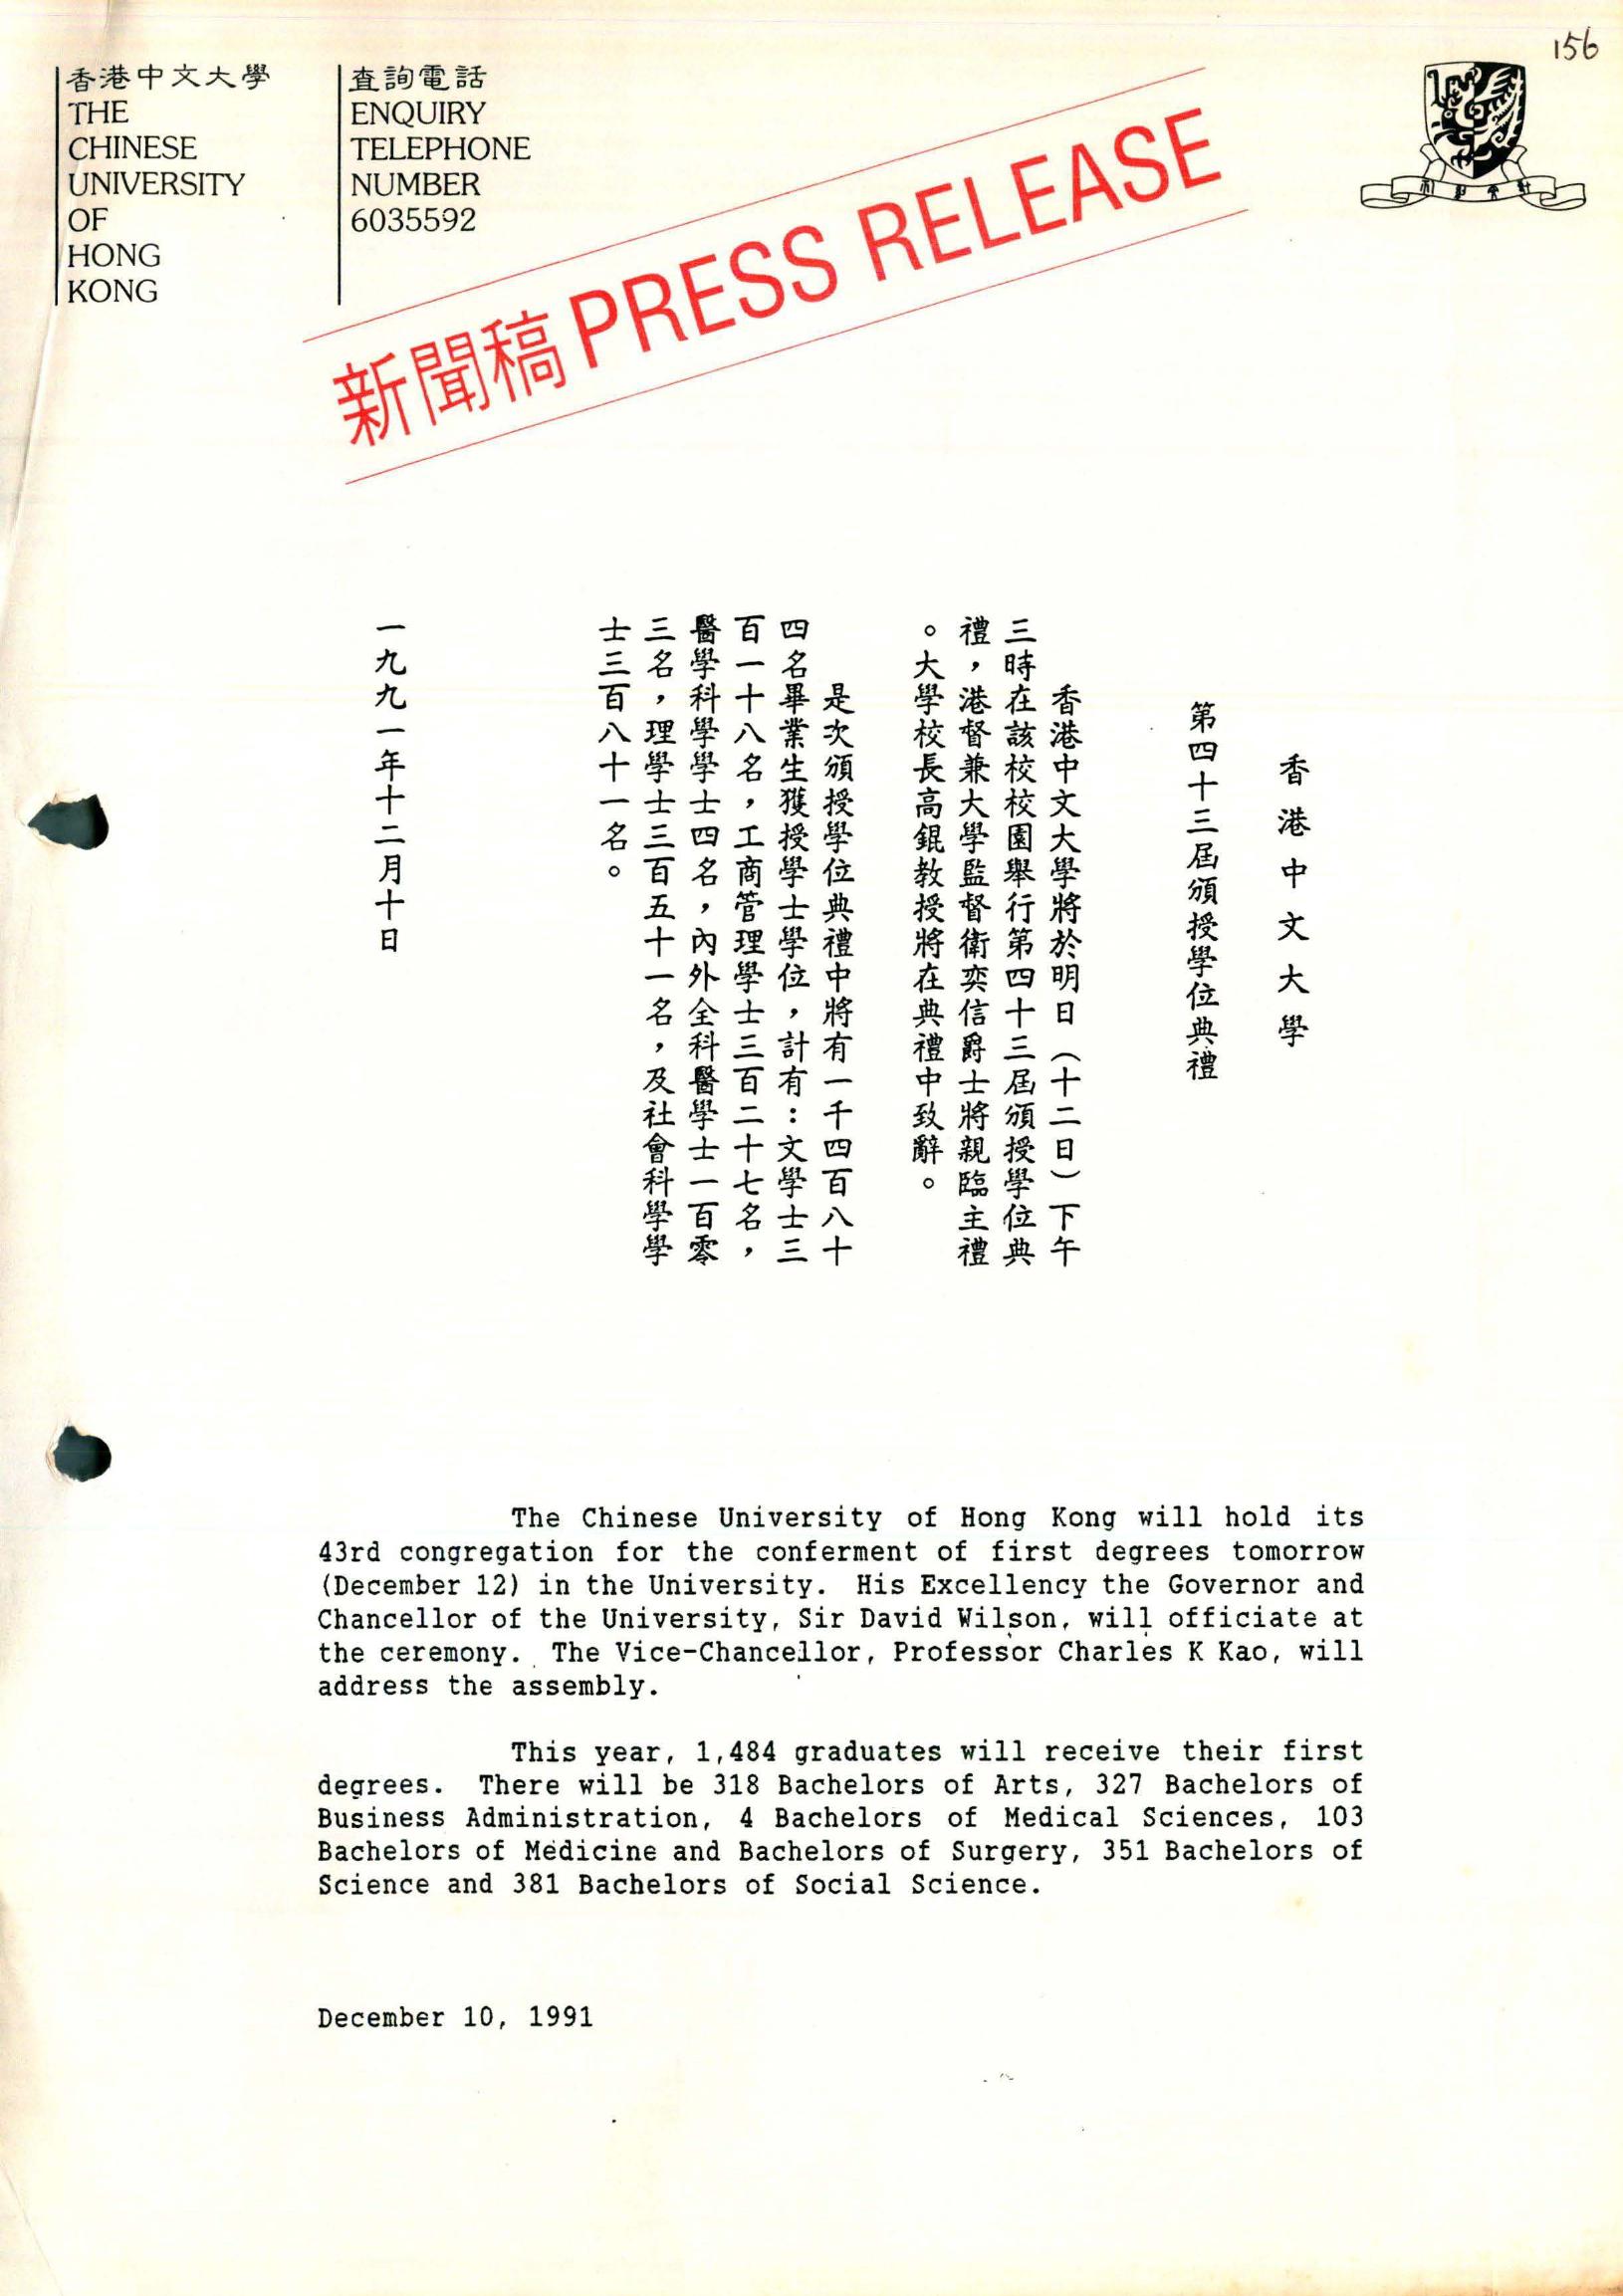 156
香港中文大學
THE
CHINESE
UNIVERSITY
OF
HONG
KONG
查詢電話
ENQUIRY
TELEPHONE
NUMBER
6035592
新聞稿 PRESS RELEASE
香港中文大學
第四十三屆頒授學位典禮
香港中文大學將於明日（十二日）下午
三時在該校校園舉行第四十三屆頒授學位典
禮，港督兼大學監督衛奕信爵士將親臨主禮
。大學校長高錕教授將在典禮中致辭。
是次頒授學位典禮中將有一千四百八十
四名畢業生獲授學士學位，計有：文學士三
百一十八名，工商管理學士三百二十七名，
醫學科學學士四名，內外全科醫學士一百零
三名，理學士三百五十一名，及社會科學學
士三百八十一名。
一九九一年十二月十日
The Chinese University of Hong Kong will hold its
43rd congregation for the conferment of first degrees tomorrow
(December 12) in the University. His Excellency the Governor and
Chancellor of the University, Sir David Wilson, will officiate at
the ceremony. The Vice-Chancellor, Professor Charles K Kao, will
address the assembly.
This year, 1,484 graduates will receive their first
degrees. There will be 318 Bachelors of Arts, 327 Bachelors of
Business Administration, 4 Bachelors of Medical Sciences, 103
Bachelors of Medicine and Bachelors of Surgery, 351 Bachelors of
Science and 381 Bachelors of Social Science.
December 10, 1991